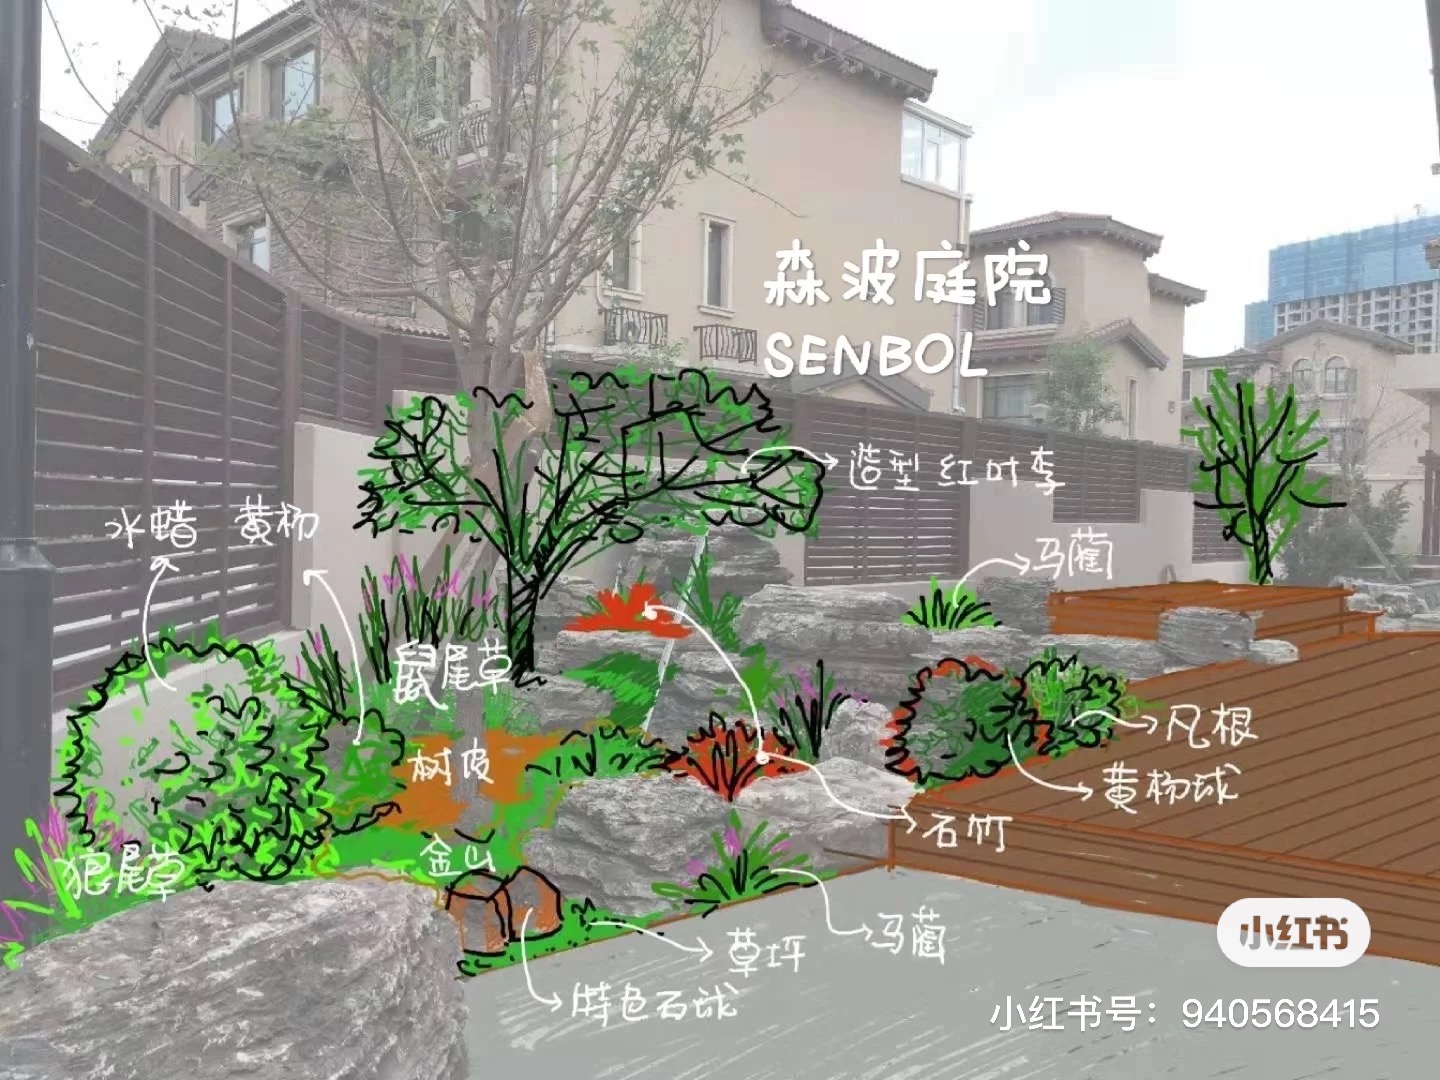 森波庭院
SENBOL
造型 红叶李
水蜡 黄杨
马蔺
鼠尾草
树皮
凡根
黄杨球
石竹
金山
狼尾草
马蔺
草坪
特色石球
小红书
小红书号：940568415